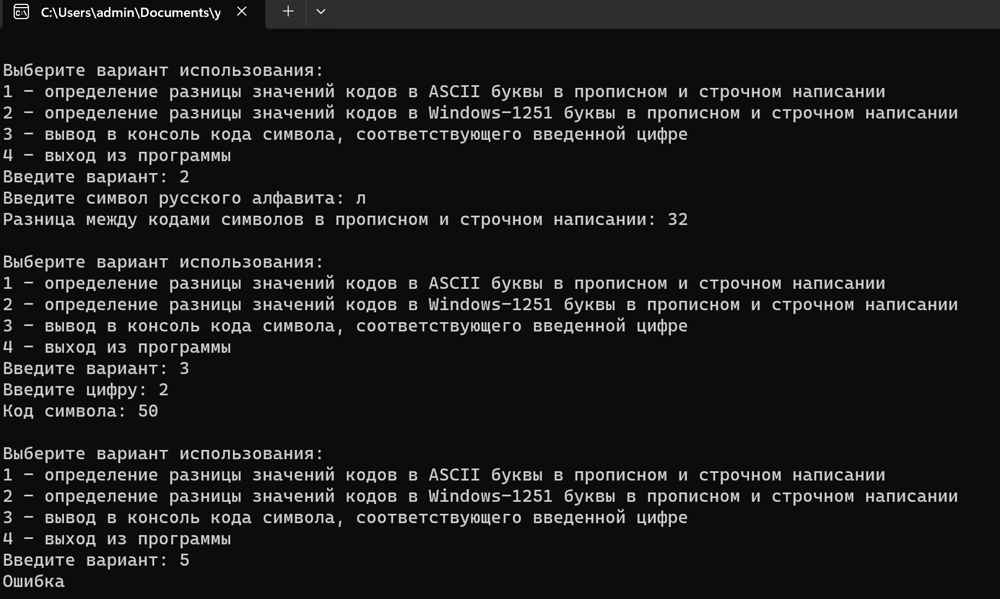 C:\Users\admin\Documents\y
Выберите вариант использования:
1 - определение разницы значений кодов в ASCII буквы в прописном и строчном написании
2 - определение разницы значений кодов в Windows-1251 буквы в прописном и строчном написании
3 - вывод в консоль кода символа, соответствующего введенной цифре
4 - выход из программы
Введите вариант: 2
Введите символ русского алфавита: л
Разница между кодами символов в прописном и строчном написании: 32
Выберите вариант использования:
1 - определение разницы значений кодов в ASCII буквы в прописном и строчном написании
2 - определение разницы значений кодов в Windows-1251 буквы в прописном и строчном написании
3 - вывод в консоль кода символа, соответствующего введенной цифре
4 - выход из программы
Введите вариант: 3
Введите цифру: 2
Код символа: 50
Выберите вариант использования:
1 - определение разницы значений кодов в ASCII буквы в прописном и строчном написании
2 - определение разницы значений кодов в Windows-1251 буквы в прописном и строчном написании
3 - вывод в консоль кода символа, соответствующего введенной цифре
4 - выход из программы
Введите вариант: 5
Ошибка